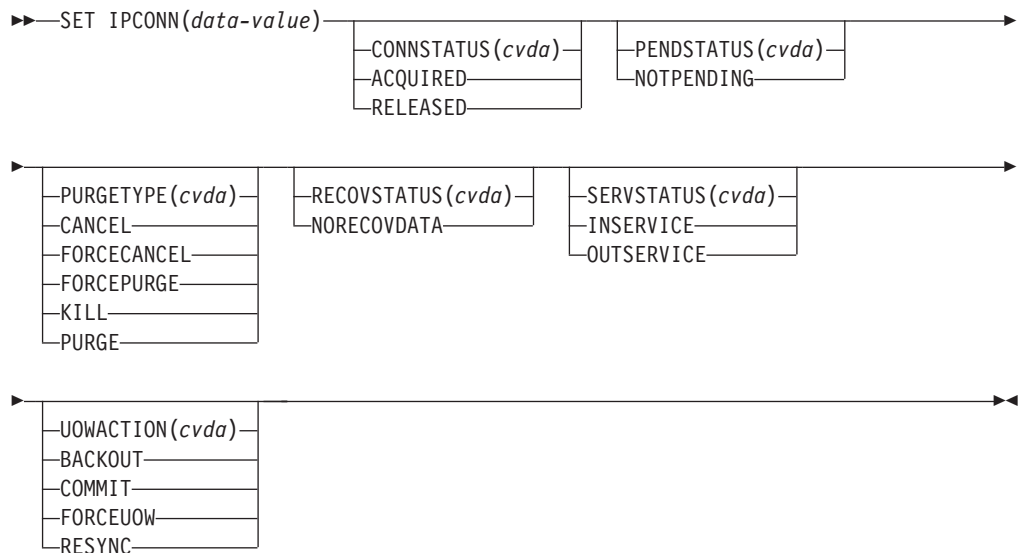 SET IPCONN(data-value)
CONNSTATUS(cvda)
ACQUIRED
RELEASED
PENDSTATUS(cvda)
NOTPENDING
PURGETYPE(cvda)
CANCEL
FORCECANCEL
FORCEPURGE
KILL
PURGE
RECOVSTATUS(cvda)
NORECOVDATA
SERVSTATUS(cvda)
INSERVICE
OUTSERVICE
UOWACTION(cvda)
BACKOUT
COMMIT
FORCEUOW
RESYNC